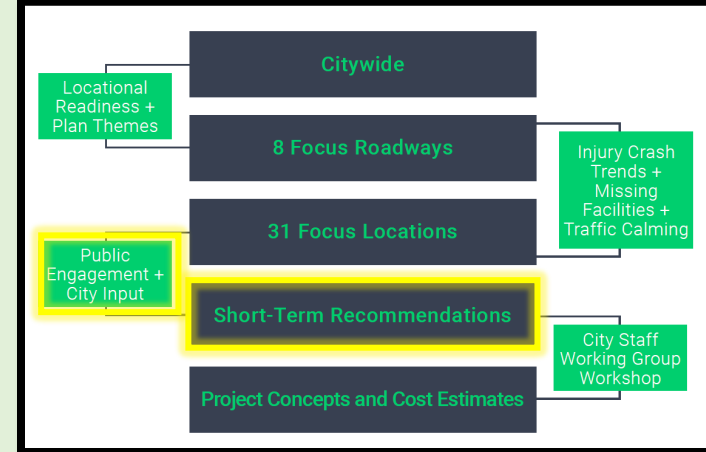 Citywide
Locational
Readiness +
Plan Themes
8 Focus Roadways
Injury Crash
Trends +
Missing
Facilities +
Traffic Calming
31 Focus Locations
Public
Engagement +
City Input
Short-Term Recommendations
City Staff
Working Group
Workshop
Project Concepts and Cost Estimates